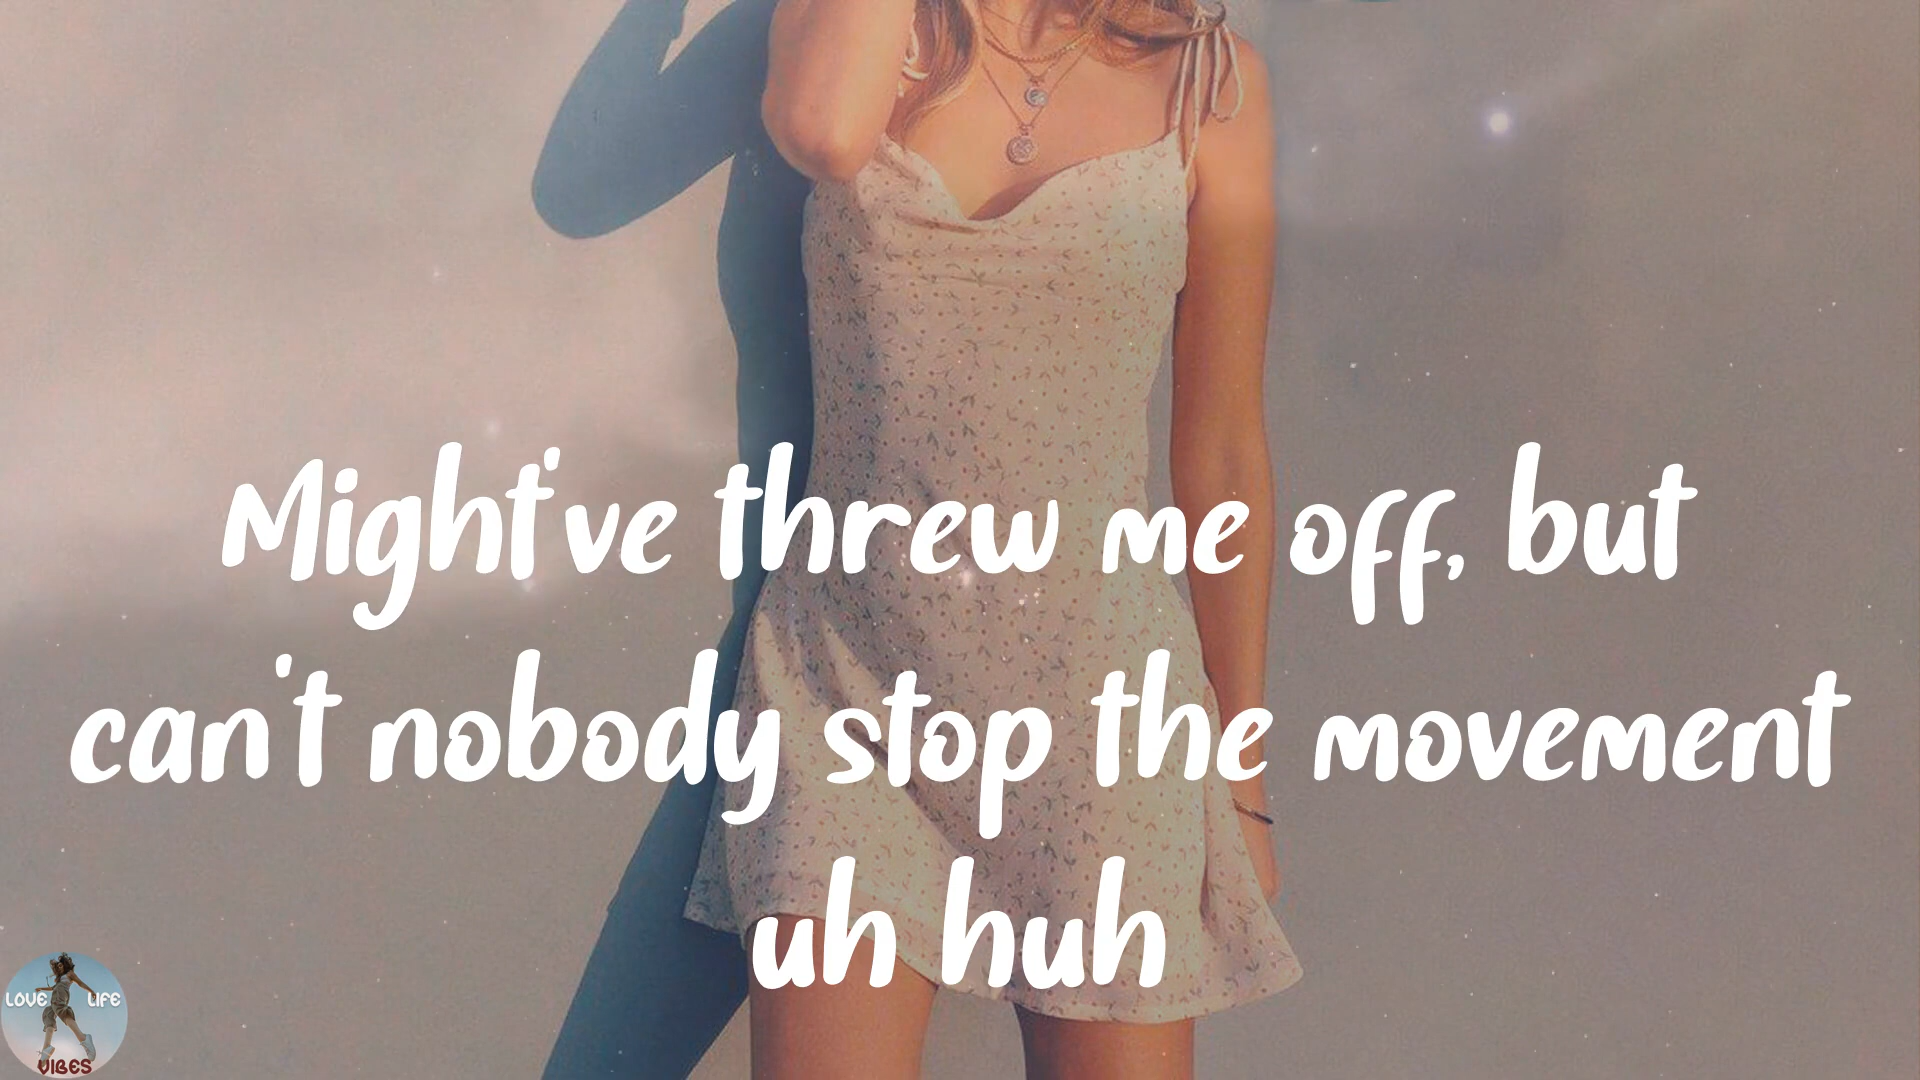 Might've threw me off, but
can't nobody stop the movement
uh huh
LOVE LIFE
VIBES